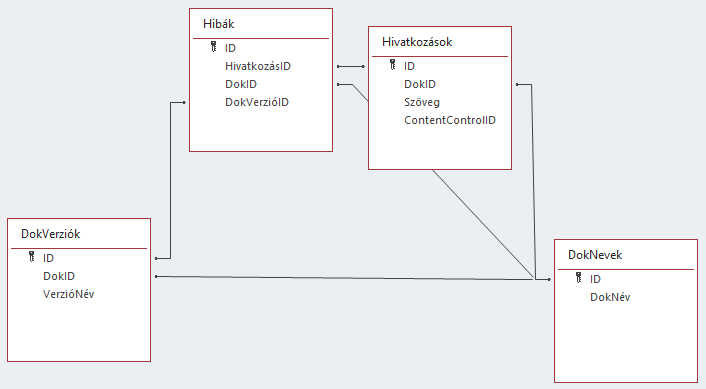 Hibák
ID
HivatkozásID
DokID
DokVerzióID
Hivatkozások
ID
DokID
Szöveg
ContentControlID
DokVerziók
ID
DokID
VerzióNév
DokNevek
ID
DokNév